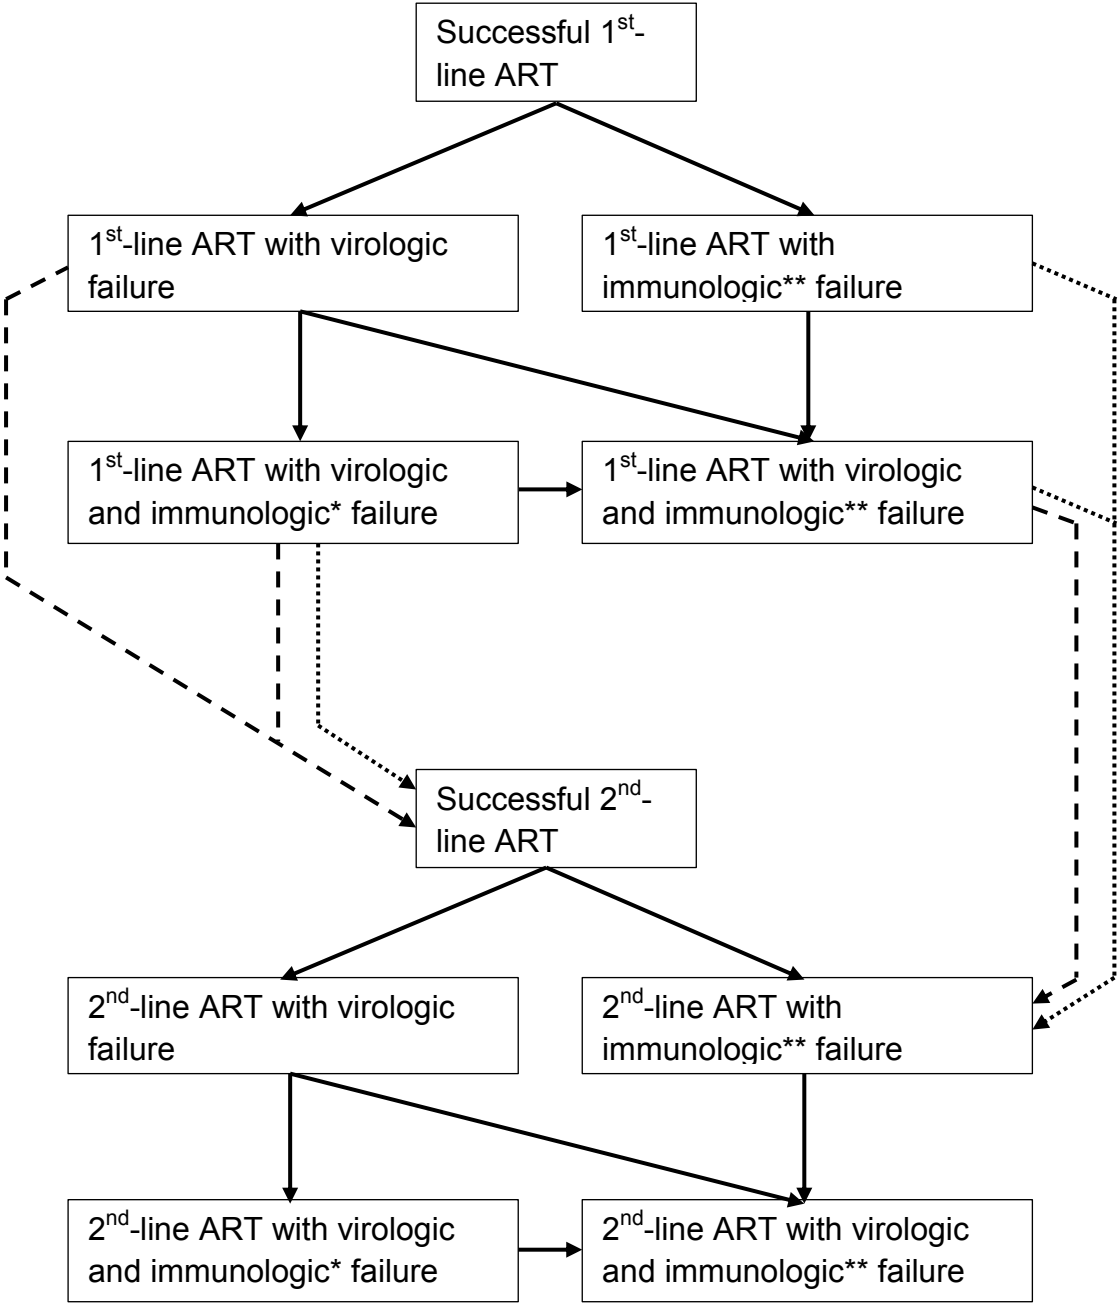 Successful 1st-
line ART
1st-line ART with virologic
failure
1st-line ART with
immunologic** failure
1st-line ART with virologic
and immunologic* failure
1st-line ART with virologic
and immunologic** failure
Successful 2nd-
line ART
2nd-line ART with virologic
failure
2nd-line ART with
immunologic** failure
2nd-line ART with virologic
and immunologic* failure
2nd-line ART with virologic
and immunologic** failure